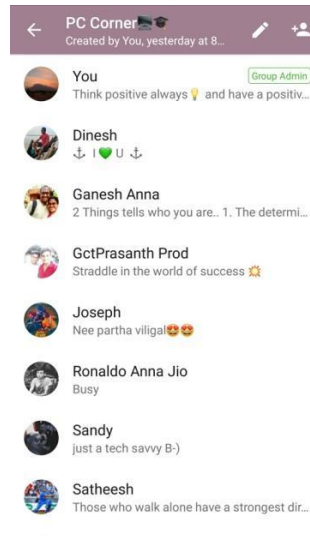 PC Corner🎓
Created by You, yesterday at 8...
You
Group Admin
Think positive always💡 and have a positiv...
Dinesh
⚓ I💚U ⚓
Ganesh Anna
2 Things tells who you are.. 1. The determi...
GctPrasanth Prod
Straddle in the world of success 💥
Joseph
Nee partha viligal😍😍
Ronaldo Anna Jio
Busy
Sandy
just a tech savvy B-)
Satheesh
Those who walk alone have a strongest dir...